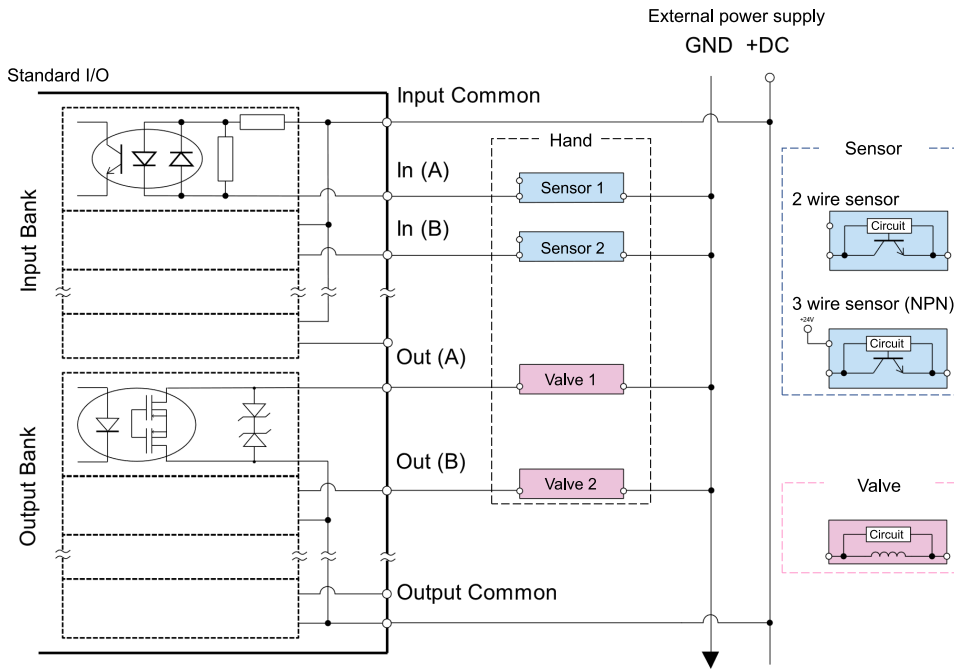 External power supply
GND +DC
Standard I/O
Input Common
Hand
Sensor
In (A)
Sensor 1
2 wire sensor
Circuit
In (B)
Sensor 2
Input Bank
3 wire sensor (NPN)
+24V
Circuit
Out (A)
Valve 1
Out (B)
Valve 2
Valve
Output Bank
Circuit
Output Common